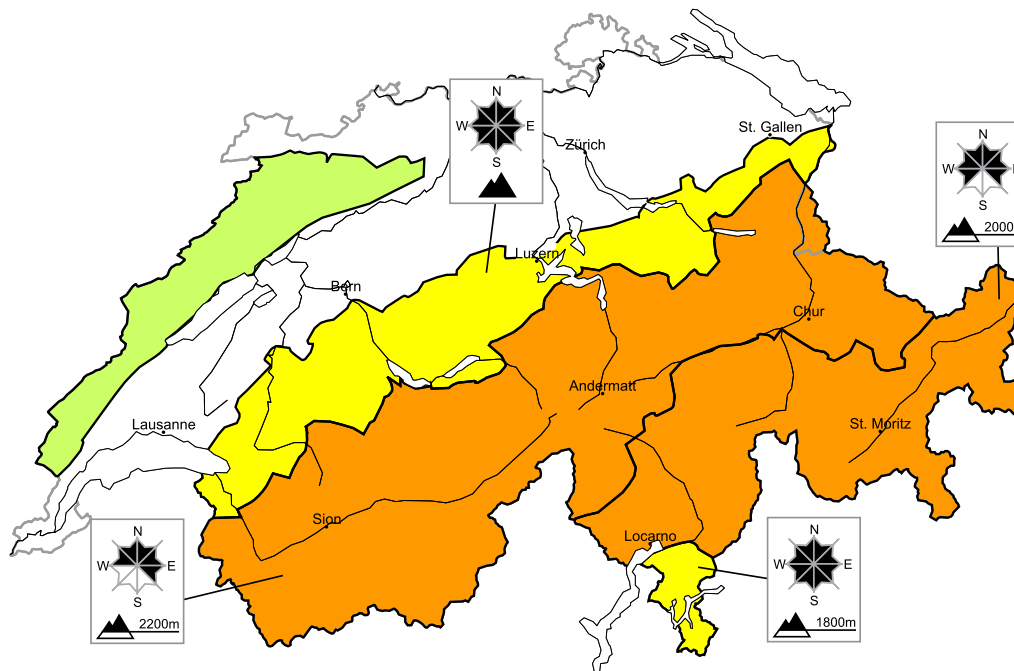 N
W E
S
St. Gallen
Zürich
N
W
S
2000
Luzern
Bern
Chur
Andermatt
Lausanne
St. Moritz
Sion
Locarno
N
W E
S
2200m
N
W E
S
1800m